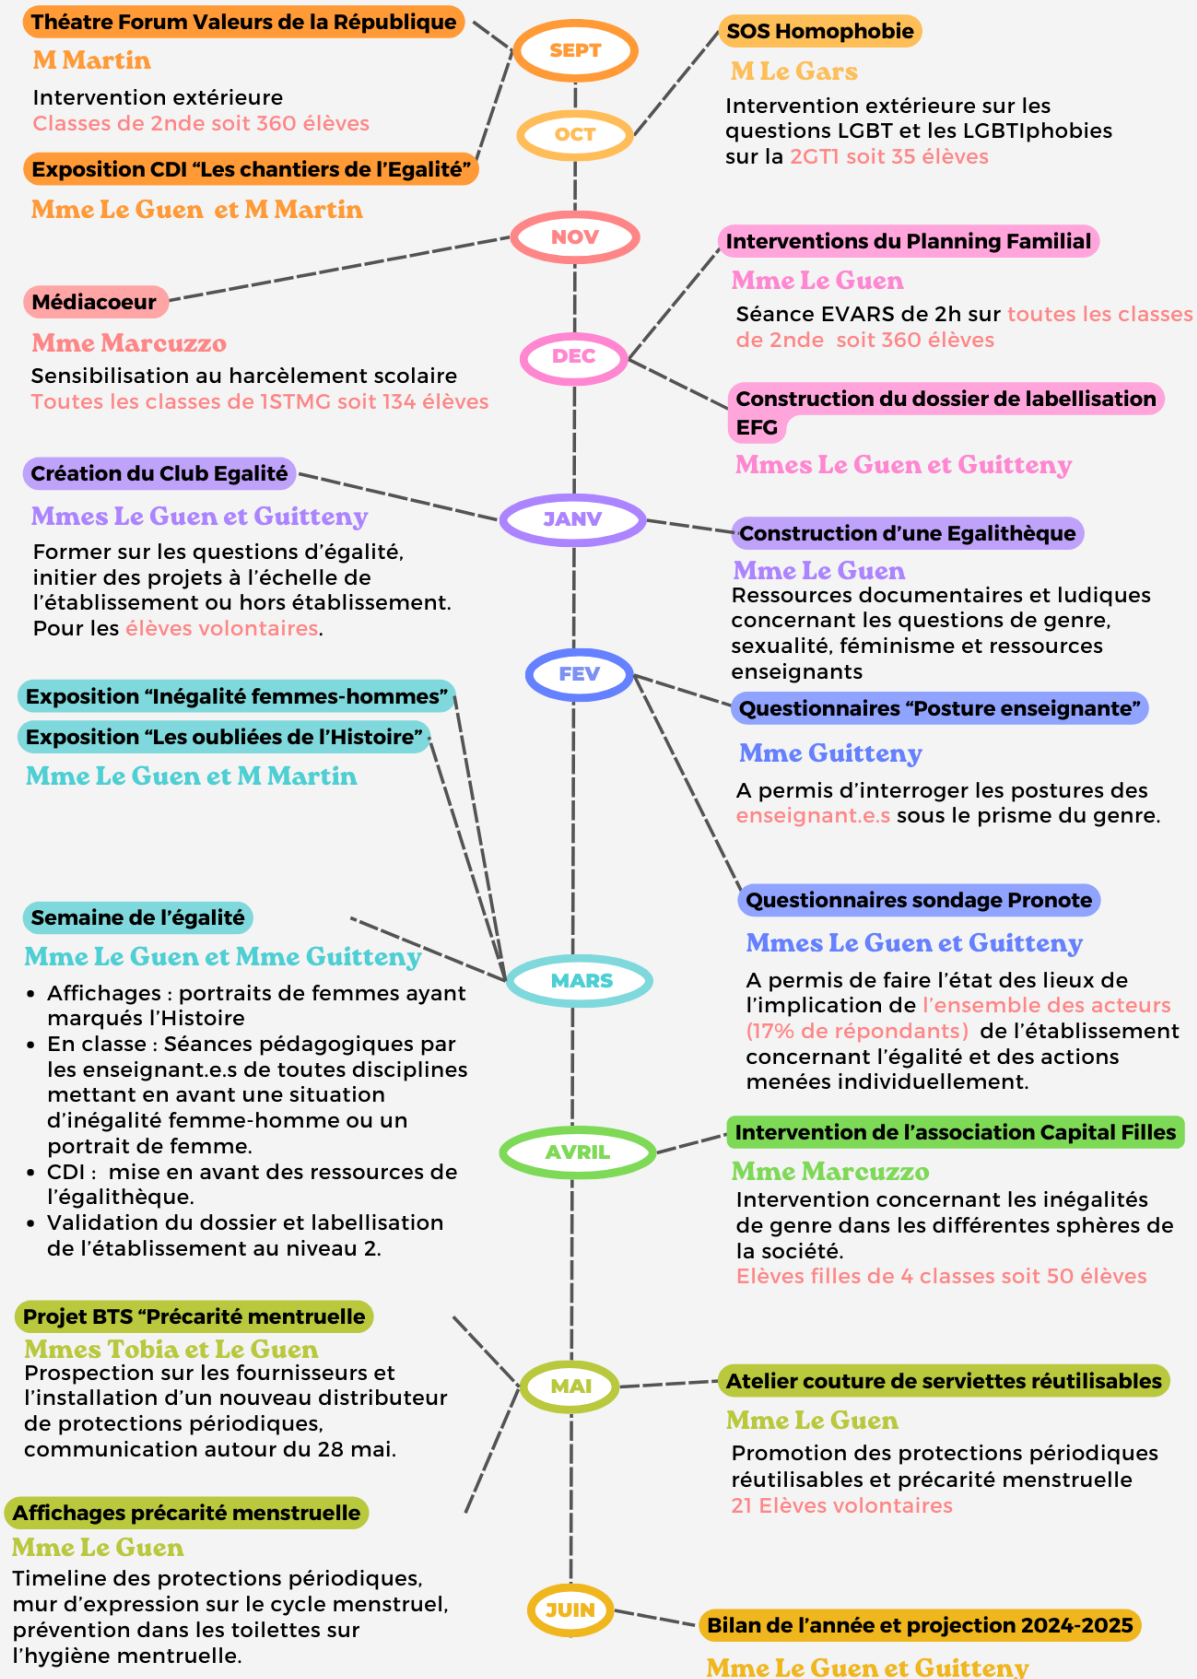 Théatre Forum Valeurs de la République
M Martin
Intervention extérieure
Classes de 2nde soit 360 élèves
Exposition CDI “Les chantiers de l’Egalité”
Mme Le Guen et M Martin
SEPT
SOS Homophobie
M Le Gars
Intervention extérieure sur les
questions LGBT et les LGBTIphobies
sur la 2GT1 soit 35 élèves
OCT
NOV
Médiacoeur
Mme Marcuzzo
Sensibilisation au harcèlement scolaire
Toutes les classes de 1STMG soit 134 élèves
Interventions du Planning Familial
Mme Le Guen
Séance EVARS de 2h sur toutes les classes
de 2nde soit 360 élèves
DEC
Construction du dossier de labellisation
EFG
Mmes Le Guen et Guitteny
Création du Club Egalité
Mmes Le Guen et Guitteny
Former sur les questions d’égalité,
initier des projets à l’échelle de
l’établissement ou hors établissement.
Pour les élèves volontaires.
JANV
Construction d’une Egalithèque
Mme Le Guen
Ressources documentaires et ludiques
concernant les questions de genre,
sexualité, féminisme et ressources
enseignants
FEV
Questionnaires “Posture enseignante”
Mme Guitteny
A permis d’interroger les postures des
enseignant.e.s sous le prisme du genre.
Exposition “Inégalité femmes-hommes”
Exposition “Les oubliées de l’Histoire”
Mme Le Guen et M Martin
Questionnaires sondage Pronote
Mmes Le Guen et Guitteny
A permis de faire l’état des lieux de
l’implication de l’ensemble des acteurs
(17% de répondants) de l’établissement
concernant l’égalité et des actions
menées individuellement.
Semaine de l’égalité
Mme Le Guen et Mme Guitteny
• Affichages : portraits de femmes ayant
marqués l’Histoire
• En classe : Séances pédagogiques par
les enseignant.e.s de toutes disciplines
mettant en avant une situation
d’inégalité femme-homme ou un
portrait de femme.
• CDI : mise en avant des ressources de
l’égalithèque.
• Validation du dossier et labellisation
de l’établissement au niveau 2.
MARS
AVRIL
Intervention de l’association Capital Filles
Mme Marcuzzo
Intervention concernant les inégalités
de genre dans les différentes sphères de
la société.
Elèves filles de 4 classes soit 50 élèves
Projet BTS “Précarité mentruelle
Mmes Tobia et Le Guen
Prospection sur les fournisseurs et
l’installation d’un nouveau distributeur
de protections périodiques,
communication autour du 28 mai.
MAI
Atelier couture de serviettes réutilisables
Mme Le Guen
Promotion des protections périodiques
réutilisables et précarité menstruelle
21 Elèves volontaires
Affichages précarité menstruelle
Mme Le Guen
Timeline des protections périodiques,
mur d’expression sur le cycle menstruel,
prévention dans les toilettes sur
l’hygiène mentruelle.
JUIN
Bilan de l’année et projection 2024-2025
Mme Le Guen et Guitteny